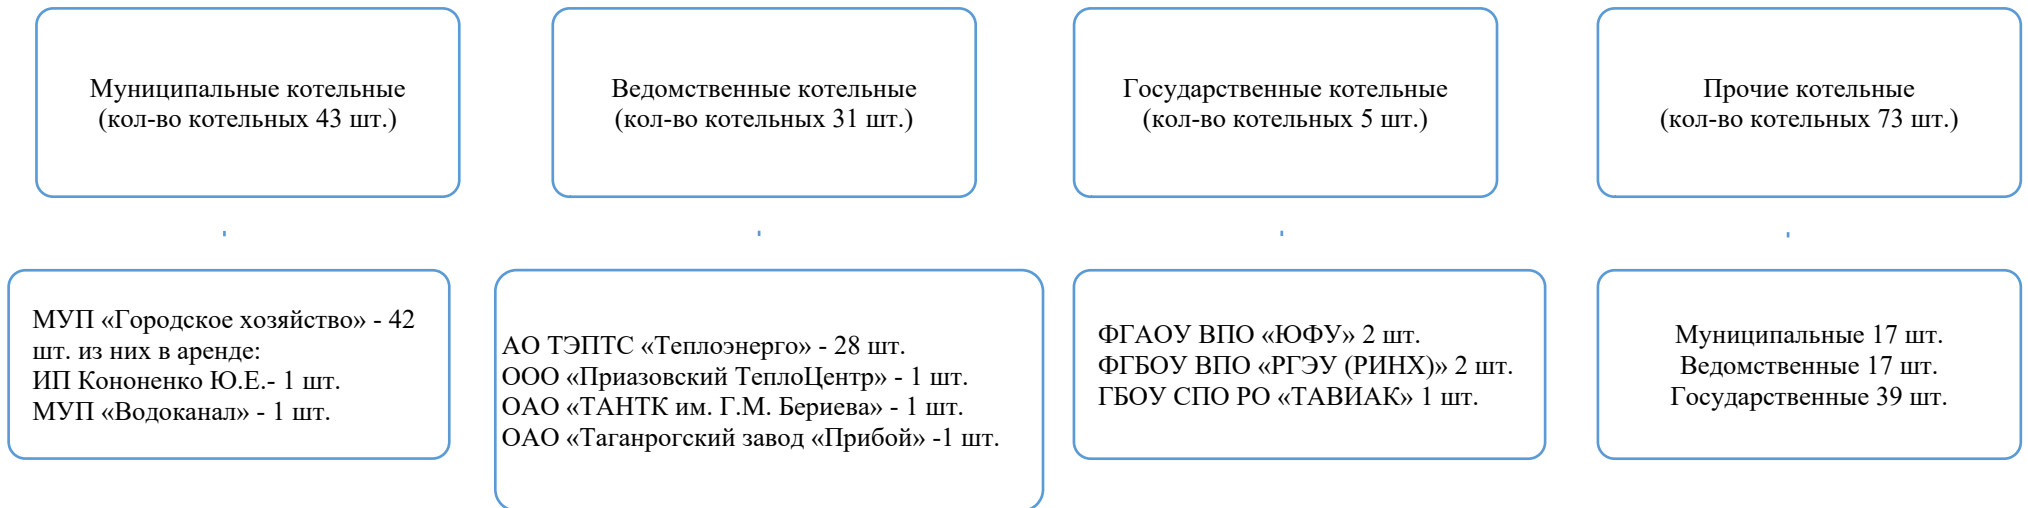 Муниципальные котельные
(кол-во котельных 43 шт.)
Ведомственные котельные
(кол-во котельных 31 шт.)
Государственные котельные
(кол-во котельных 5 шт.)
Прочие котельные
(кол-во котельных 73 шт.)
МУП «Городское хозяйство» - 42
шт. из них в аренде:
ИП Кононенко Ю.Е.- 1 шт.
МУП «Водоканал» - 1 шт.
АО ТЭПТС «Теплоэнерго» - 28 шт.
ООО «Приазовский ТеплоЦентр» - 1 шт.
ОАО «ТАНТК им. Г.М. Бериева» - 1 шт.
ОАО «Таганрогский завод «Прибой» -1 шт.
ФГАОУ ВПО «ЮФУ» 2 шт.
ФГБОУ ВПО «РГЭУ (РИНХ)» 2 шт.
ГБОУ СПО РО «ТАВИАК» 1 шт.
Муниципальные 17 шт.
Ведомственные 17 шт.
Государственные 39 шт.